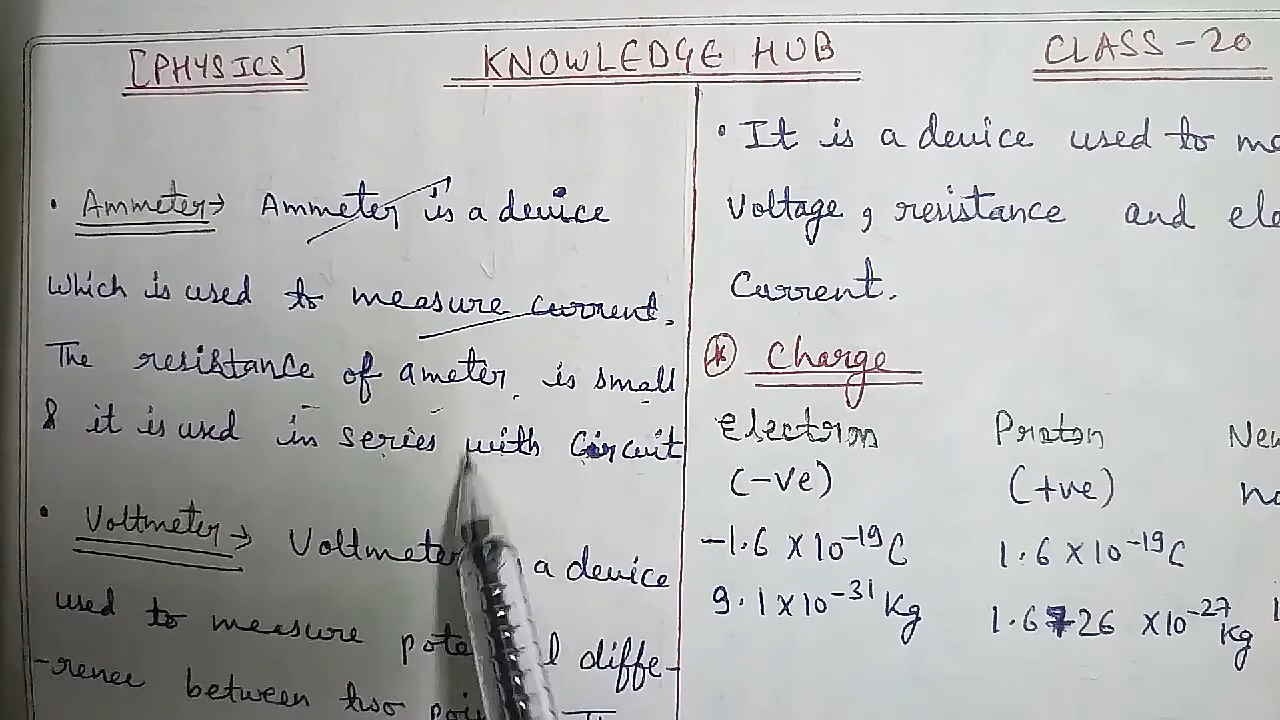 [PHYSICS]
KNOWLEDGE HUB
CLASS-20
• Ammeter→ Ammeter is a device
which is used to measure current.
The resistance of ameter is small
& it is used in series with Circuit
• Voltmeter→ Voltmeter a device
used to measure diffe-
-rence between two
• It is a device used to
Voltage, resistance and
Current.
* Charge
Electron Proton
(-ve) (+ve)
-1.6 × 10⁻¹⁹C 1.6 × 10⁻¹⁹C
9.1 × 10⁻³¹ Kg 1.6726 × 10⁻²⁷ Kg